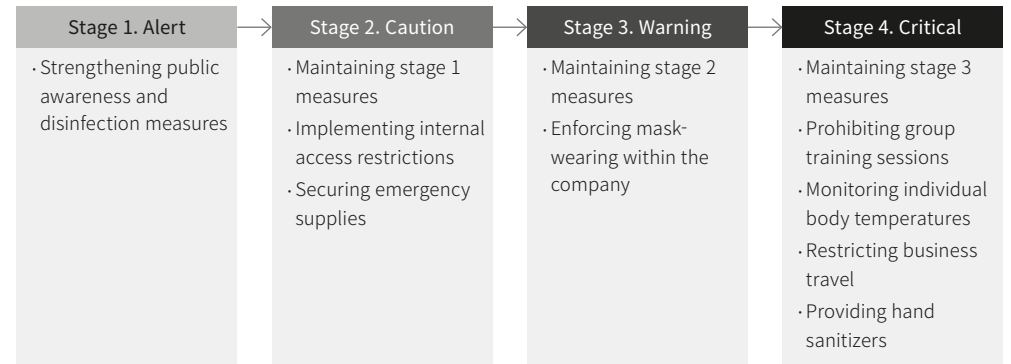 Stage 1. Alert
· Strengthening public
awareness and
disinfection measures
Stage 2. Caution
· Maintaining stage 1
measures
· Implementing internal
access restrictions
· Securing emergency
supplies
Stage 3. Warning
· Maintaining stage 2
measures
· Enforcing mask-
wearing within the
company
Stage 4. Critical
· Maintaining stage 3
measures
· Prohibiting group
training sessions
· Monitoring individual
body temperatures
· Restricting business
travel
· Providing hand
sanitizers